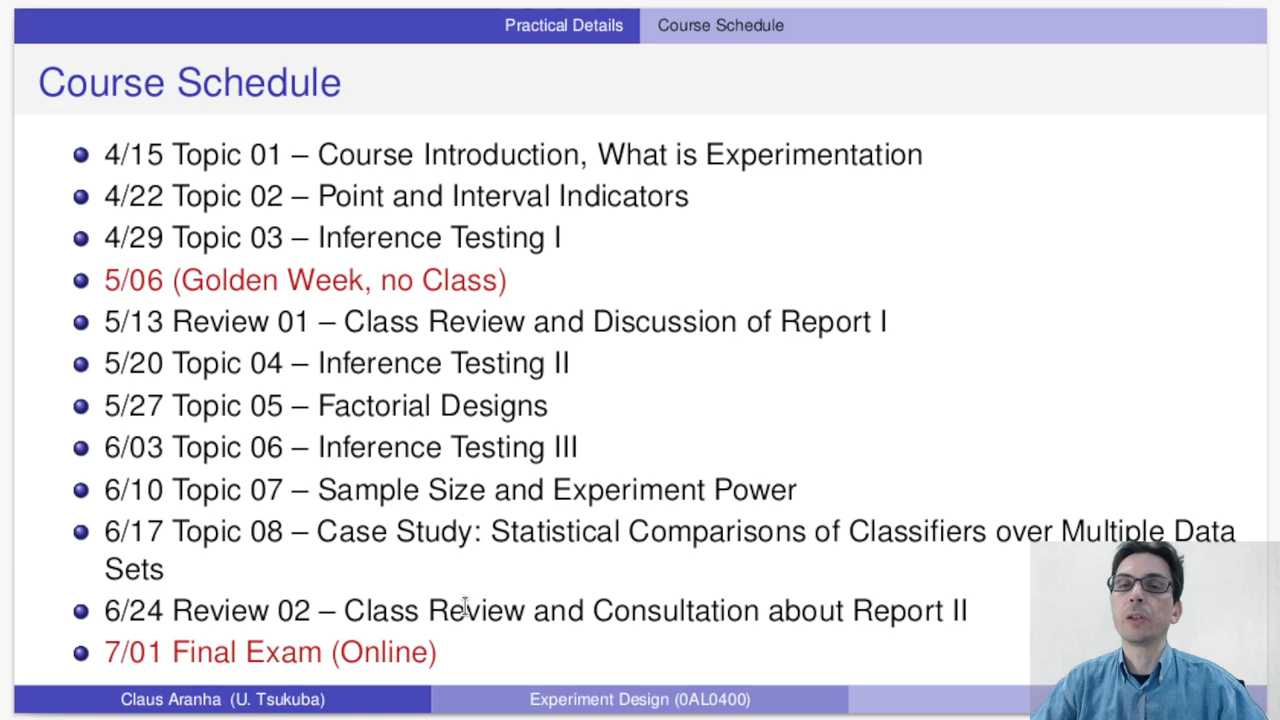 Practical Details
Course Schedule
Course Schedule
4/15 Topic 01 – Course Introduction, What is Experimentation
4/22 Topic 02 – Point and Interval Indicators
4/29 Topic 03 – Inference Testing I
5/06 (Golden Week, no Class)
5/13 Review 01 – Class Review and Discussion of Report I
5/20 Topic 04 – Inference Testing II
5/27 Topic 05 – Factorial Designs
6/03 Topic 06 – Inference Testing III
6/10 Topic 07 – Sample Size and Experiment Power
6/17 Topic 08 – Case Study: Statistical Comparisons of Classifiers over Multiple Data
Sets
6/24 Review 02 – Class Review and Consultation about Report II
7/01 Final Exam (Online)
Claus Aranha (U. Tsukuba)
Experiment Design (0AL0400)